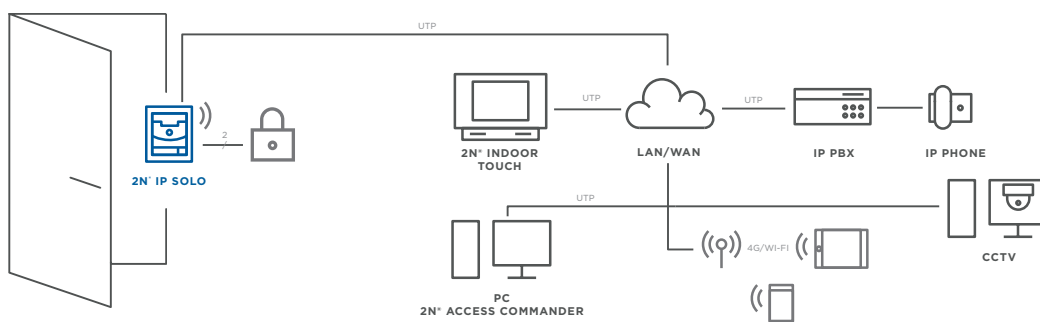 UTP
UTP
UTP
2
2N® INDOOR
TOUCH
LAN/WAN
IP PBX
IP PHONE
2N® IP SOLO
UTP
4G/WI-FI
CCTV
PC
2N® ACCESS COMMANDER